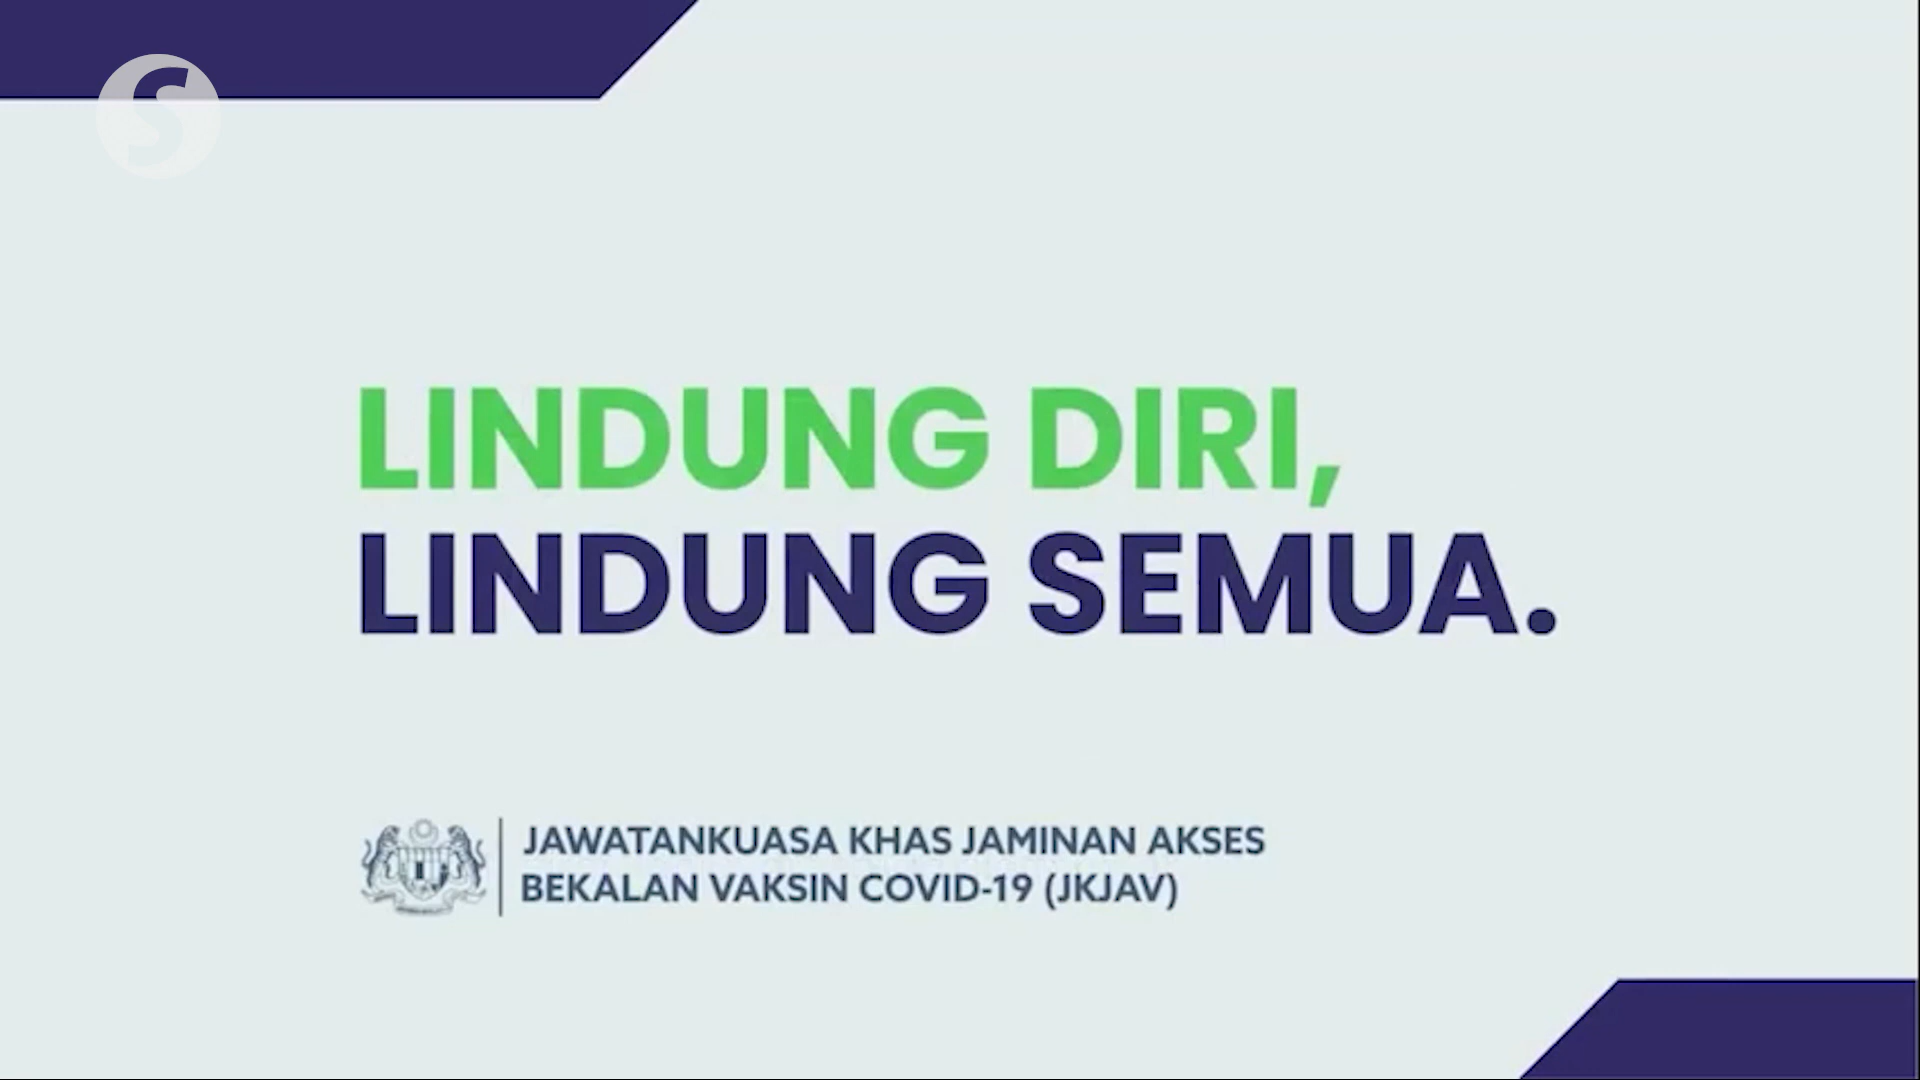 S
LINDUNG DIRI,
LINDUNG SEMUA.
JAWATANKUASA KHAS JAMINAN AKSES
BEKALAN VAKSIN COVID-19 (JKJAV)